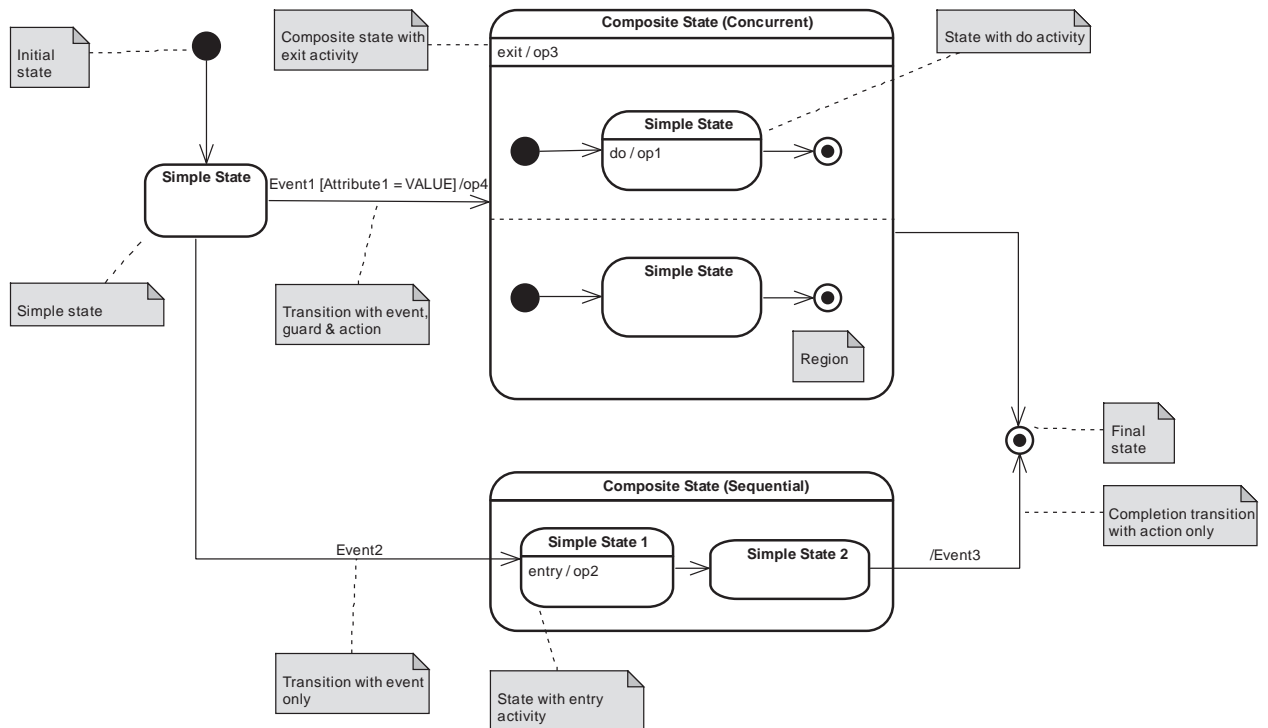 Initial
state
Composite state with
exit activity
Composite State (Concurrent)
exit / op3
State with do activity
Simple State
do / op1
Simple State
Event1 [Attribute1 = VALUE] /op4
Simple state
Transition with event,
guard & action
Simple State
Region
Final
state
Composite State (Sequential)
Completion transition
with action only
Event2
Simple State 1
entry / op2
Simple State 2
/Event3
Transition with event
only
State with entry
activity